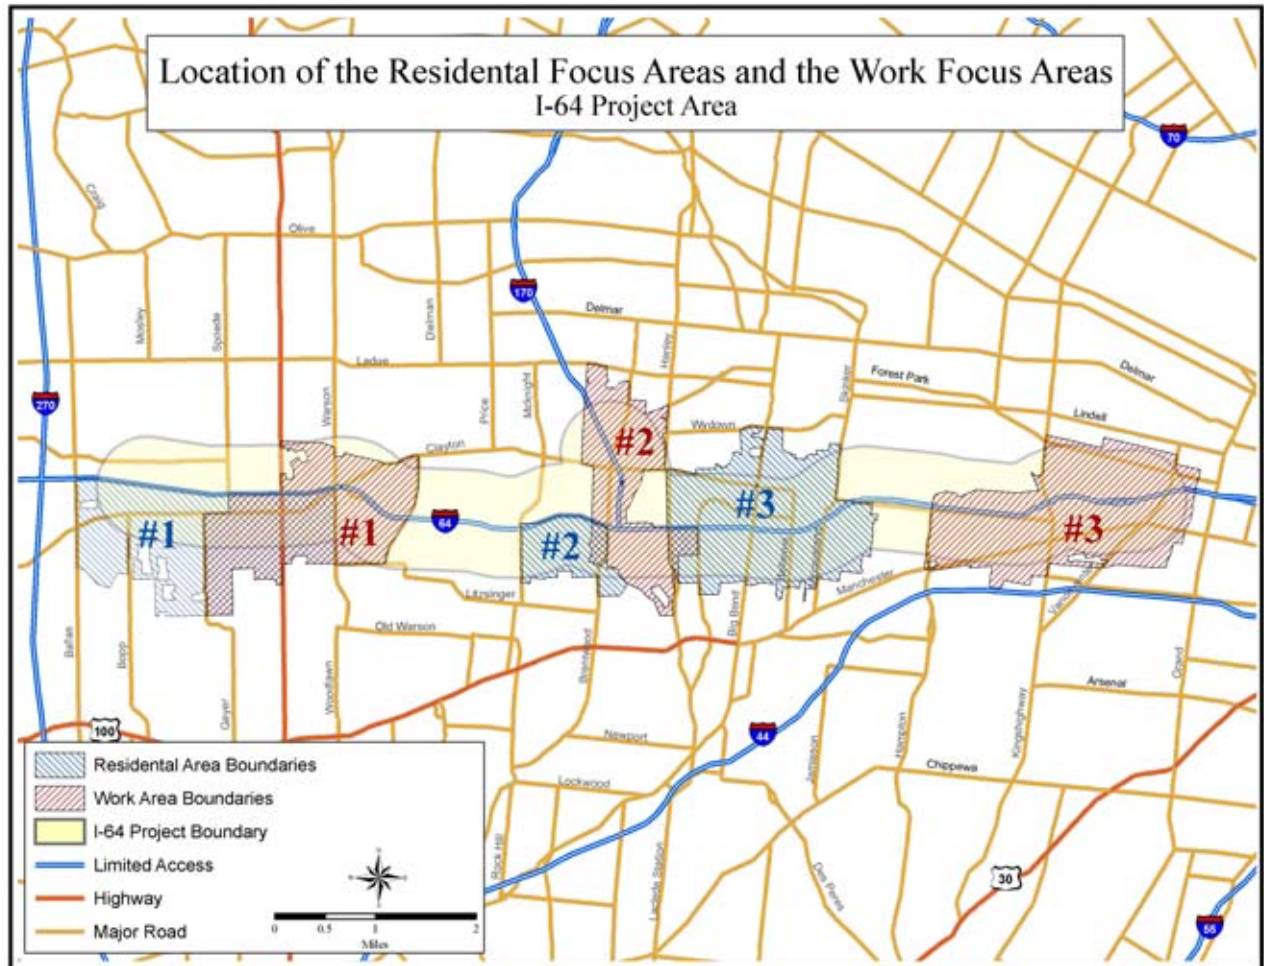 Location of the Residental Focus Areas and the Work Focus Areas
I-64 Project Area
70
Craig
Olive
170
Delmar
Mosley
Spoede
Dielman
Hanley
Ladue
Warson
Price
Mcknight
Skinker
Forest Park
Delmar
270
Lindell
Wydown
Clayton
#2
#1
#1
64
#2
#3
#3
Litzsinger
Manchester
Old Warson
Big Bend
Ballas
Bopp
Geyer
Woodlawn
Brentwood
Grand
Arsenal
100
Newport
44
Jamieson
Hampton
Kingshighway
Chippewa
Lockwood
Rock Hill
Laclede Station
Des Peres
30
55
Residental Area Boundaries
Work Area Boundaries
I-64 Project Boundary
Limited Access
Highway
Major Road
0 0.5 1 2
Miles